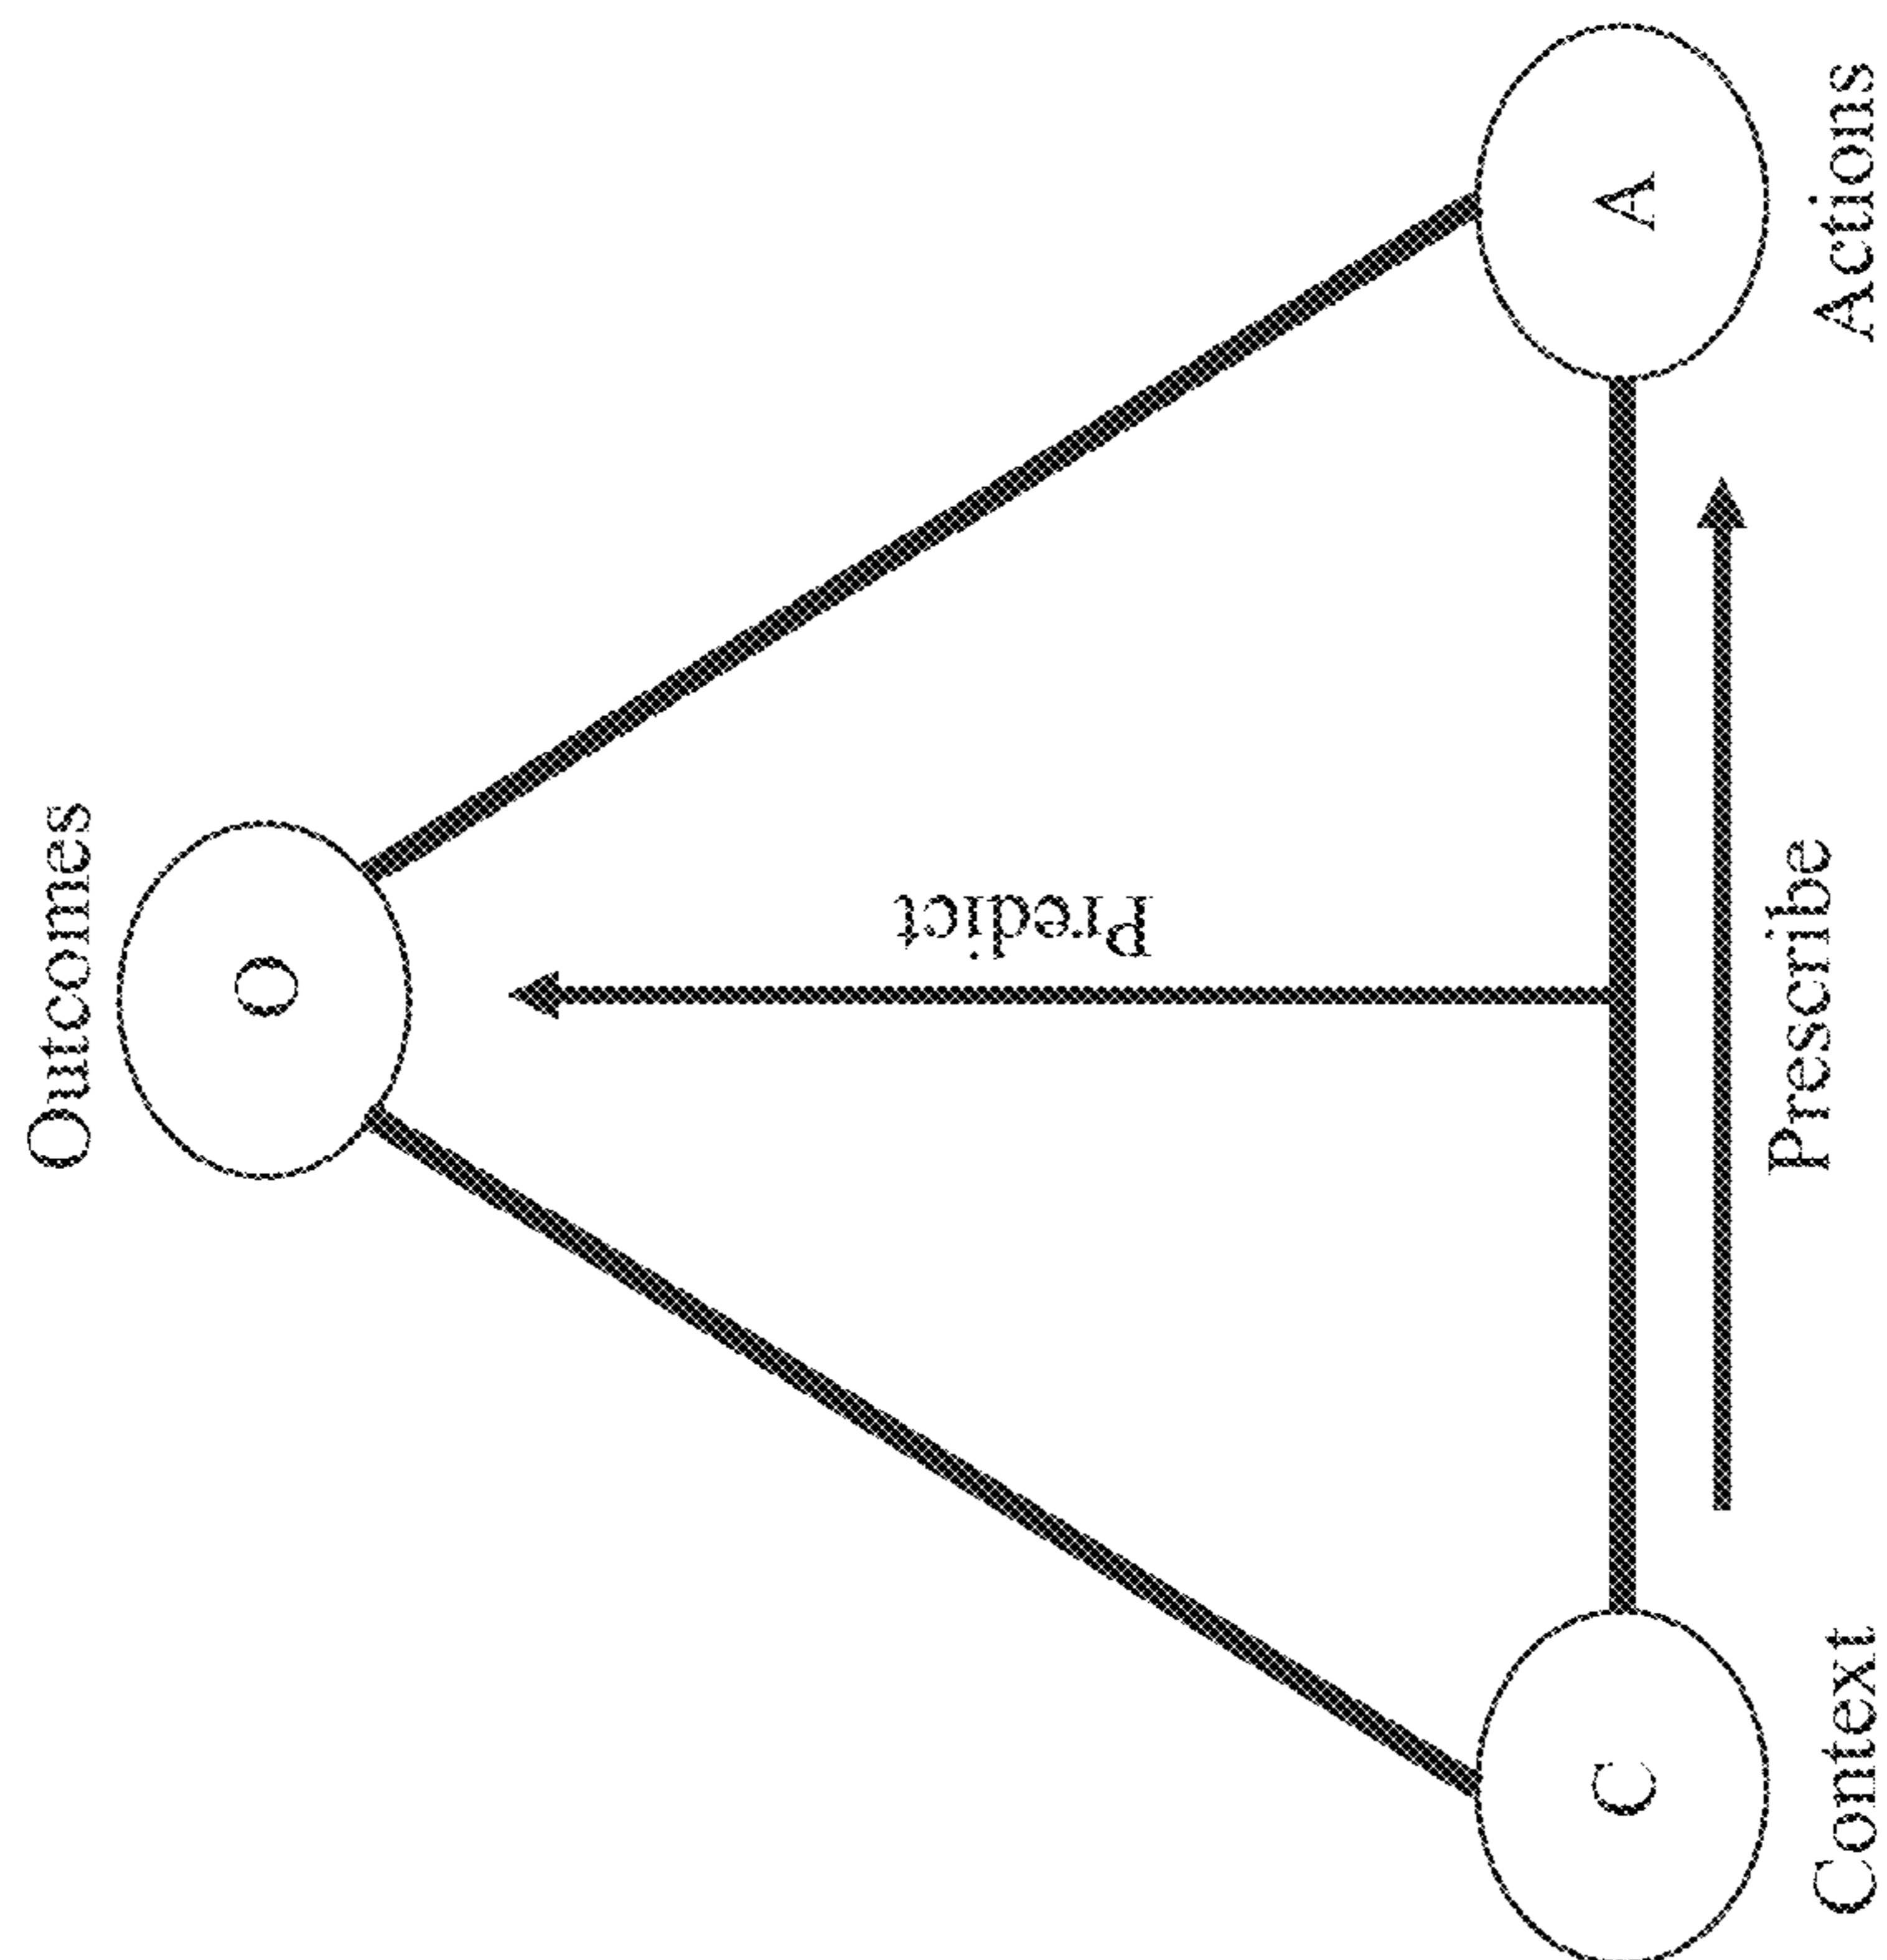 Outcomes
O
Predict
C
A
Prescribe
Context
Actions